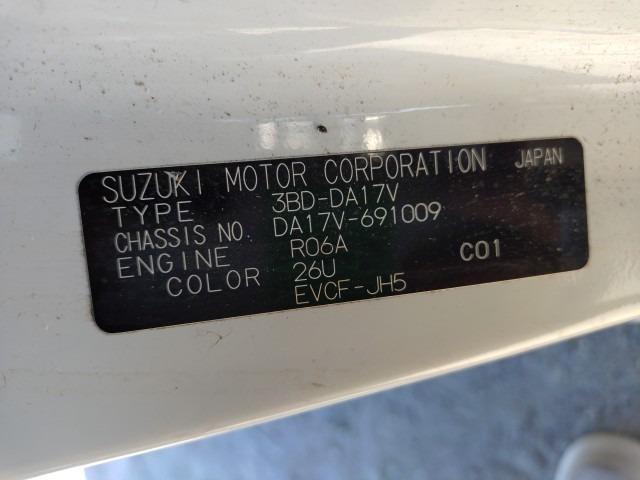 SUZUKI MOTOR CORPORATION JAPAN
TYPE 3BD-DA17V
CHASSIS NO. DA17V-691009
ENGINE R06A C01
COLOR 26U
EVCF-JH5